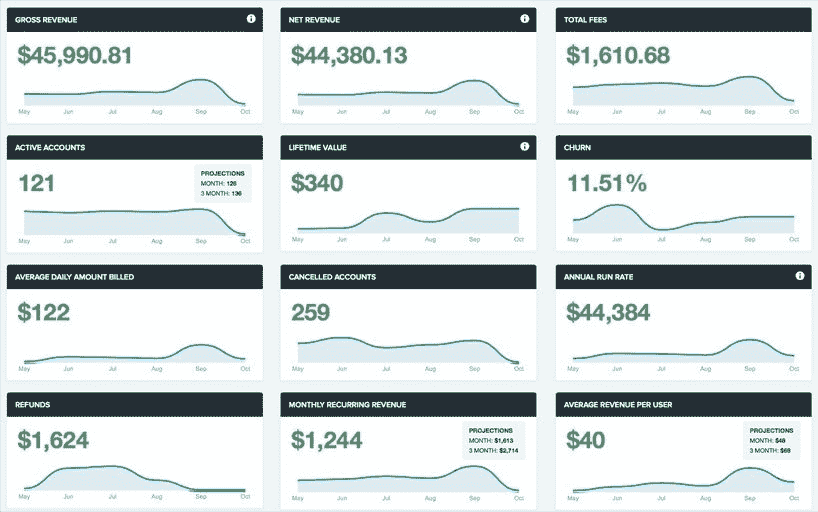 GROSS REVENUE
$45,990.81
May Jun Jul Aug Sep Oct
NET REVENUE
$44,380.13
May Jun Jul Aug Sep Oct
TOTAL FEES
$1,610.68
May Jun Jul Aug Sep Oct
ACTIVE ACCOUNTS
121
PROJECTIONS
MONTH: 126
3 MONTH: 136
May Jun Jul Aug Sep Oct
LIFETIME VALUE
$340
May Jun Jul Aug Sep Oct
CHURN
11.51%
May Jun Jul Aug Sep Oct
AVERAGE DAILY AMOUNT BILLED
$122
May Jun Jul Aug Sep Oct
CANCELLED ACCOUNTS
259
May Jun Jul Aug Sep Oct
ANNUAL RUN RATE
$44,384
May Jun Jul Aug Sep Oct
REFUNDS
$1,624
May Jun Jul Aug Sep Oct
MONTHLY RECURRING REVENUE
$1,244
PROJECTIONS
MONTH: $1,613
3 MONTH: $2,714
May Jun Jul Aug Sep Oct
AVERAGE REVENUE PER USER
$40
PROJECTIONS
MONTH:
3 MONTH:
May Jun Jul Aug Sep Oct